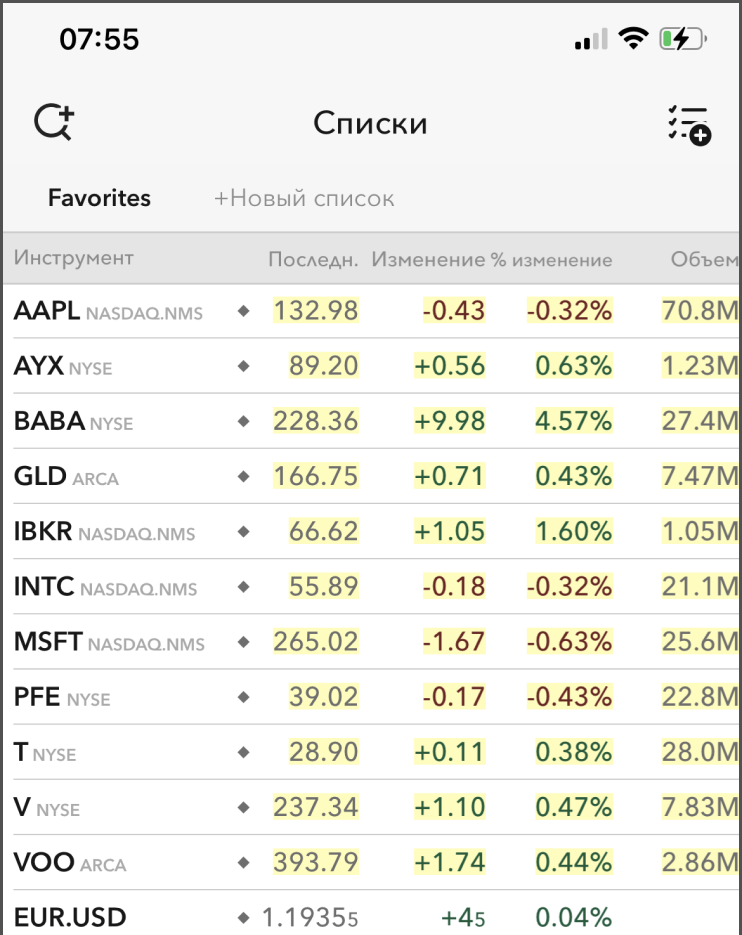 07:55
Списки
Favorites +Новый список
Инструмент Последн. Изменение % изменение Объем
AAPL NASDAQ.NMS ◆ 132.98 -0.43 -0.32% 70.8M
AYX NYSE ◆ 89.20 +0.56 0.63% 1.23M
BABA NYSE ◆ 228.36 +9.98 4.57% 27.4M
GLD ARCA ◆ 166.75 +0.71 0.43% 7.47M
IBKR NASDAQ.NMS ◆ 66.62 +1.05 1.60% 1.05M
INTC NASDAQ.NMS ◆ 55.89 -0.18 -0.32% 21.1M
MSFT NASDAQ.NMS ◆ 265.02 -1.67 -0.63% 25.6M
PFE NYSE ◆ 39.02 -0.17 -0.43% 22.8M
T NYSE ◆ 28.90 +0.11 0.38% 28.0M
V NYSE ◆ 237.34 +1.10 0.47% 7.83M
VOO ARCA ◆ 393.79 +1.74 0.44% 2.86M
EUR.USD ◆ 1.19355 +45 0.04%